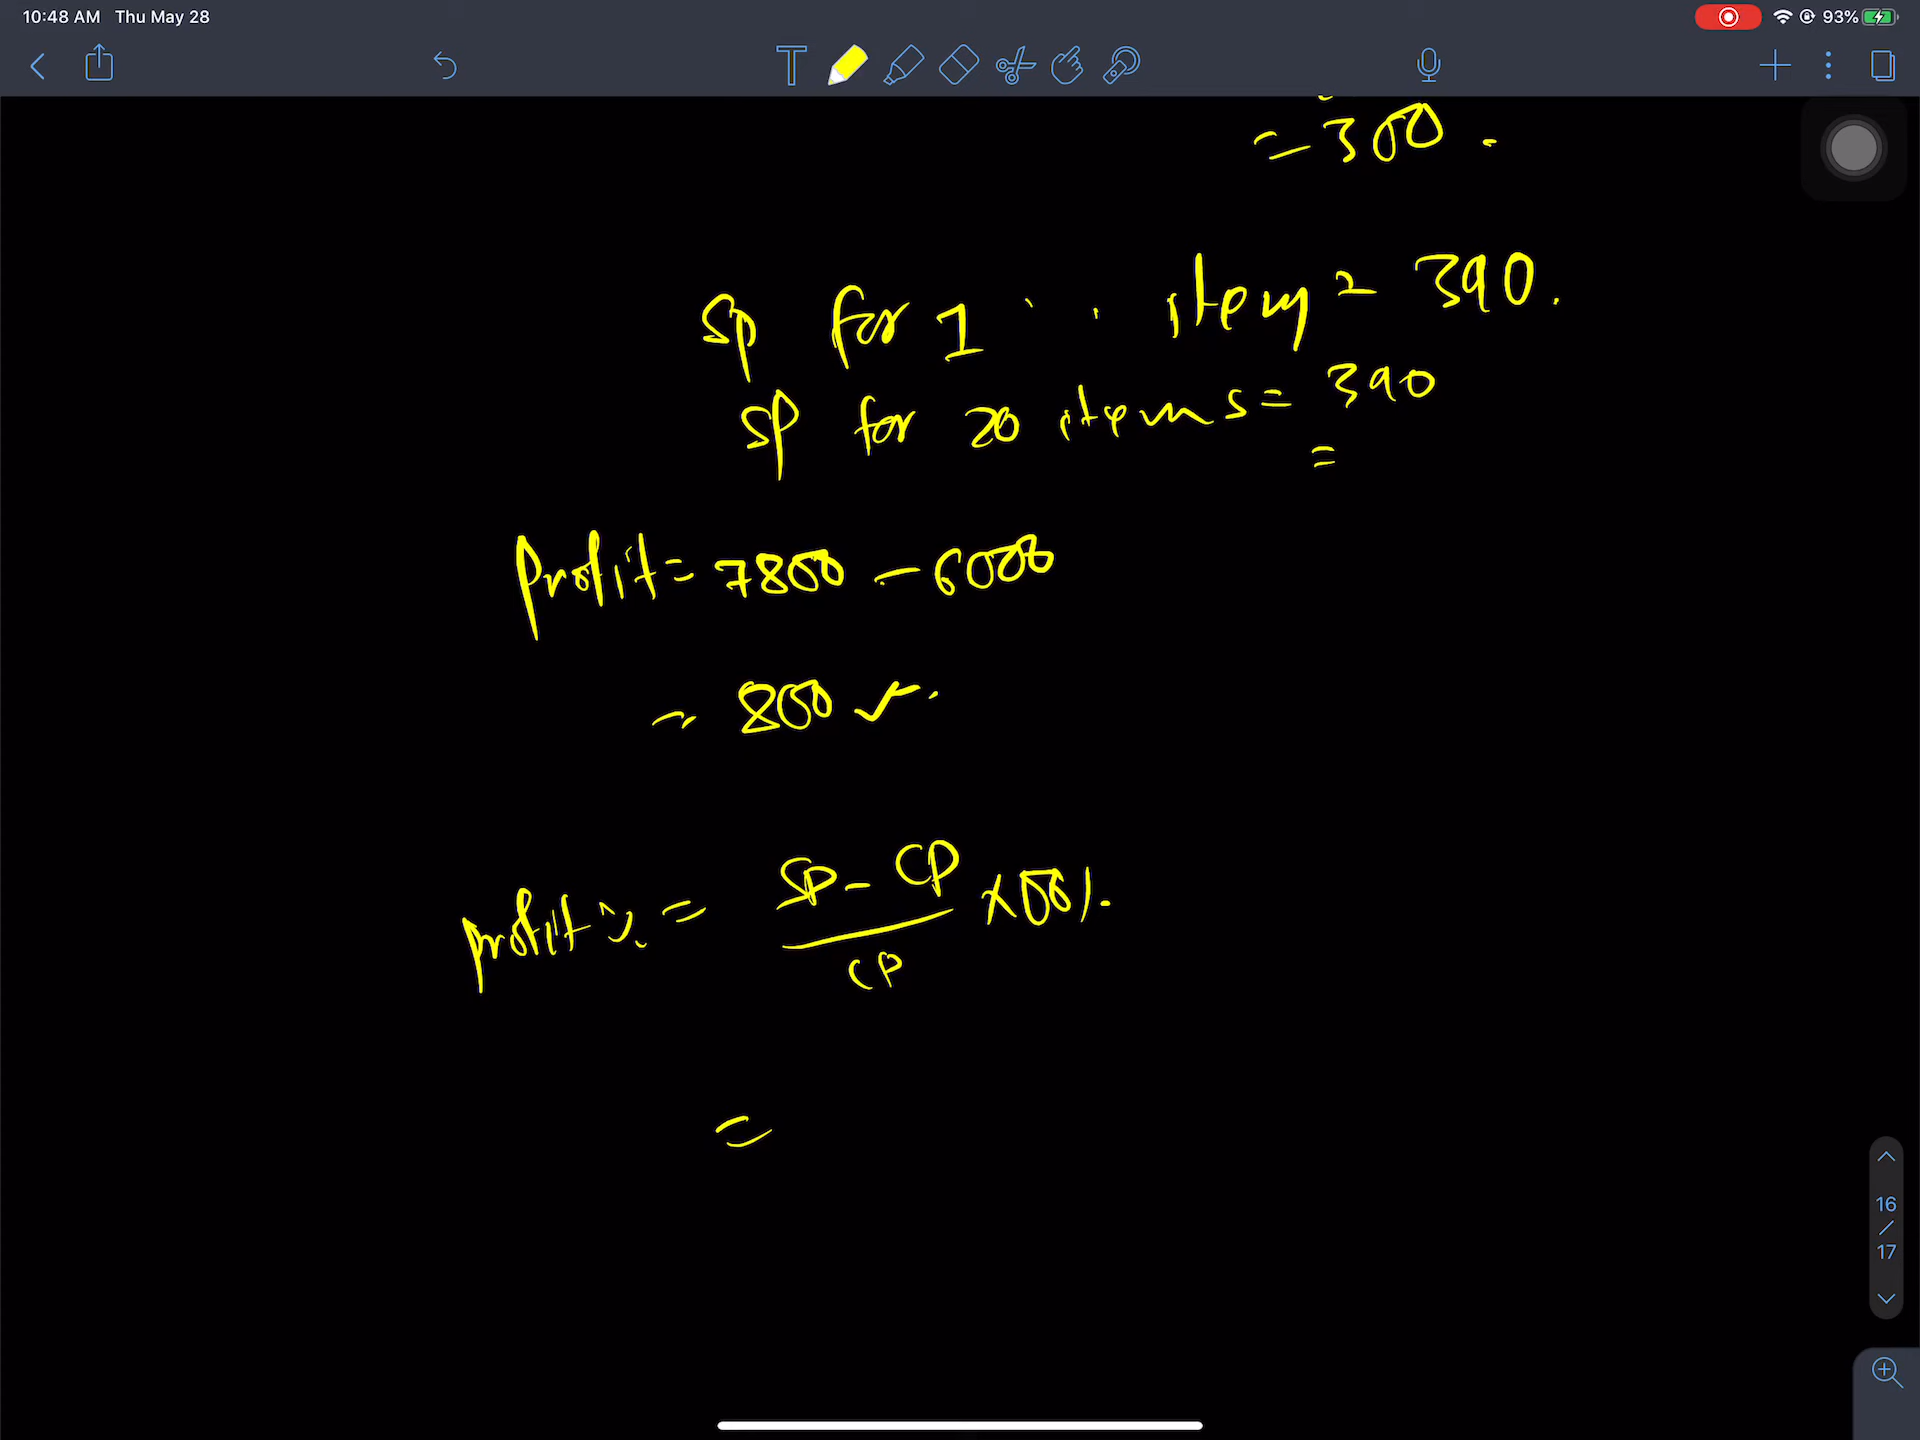 10:48 AM Thu May 28
93%
= 300 .
SP for 1 item = 390.
SP for 20 items = 390
=
Profit = 7800 - 6000
= 800 ✓.
profit % = SP - CP × 100 %.
CP
=
16
/
17